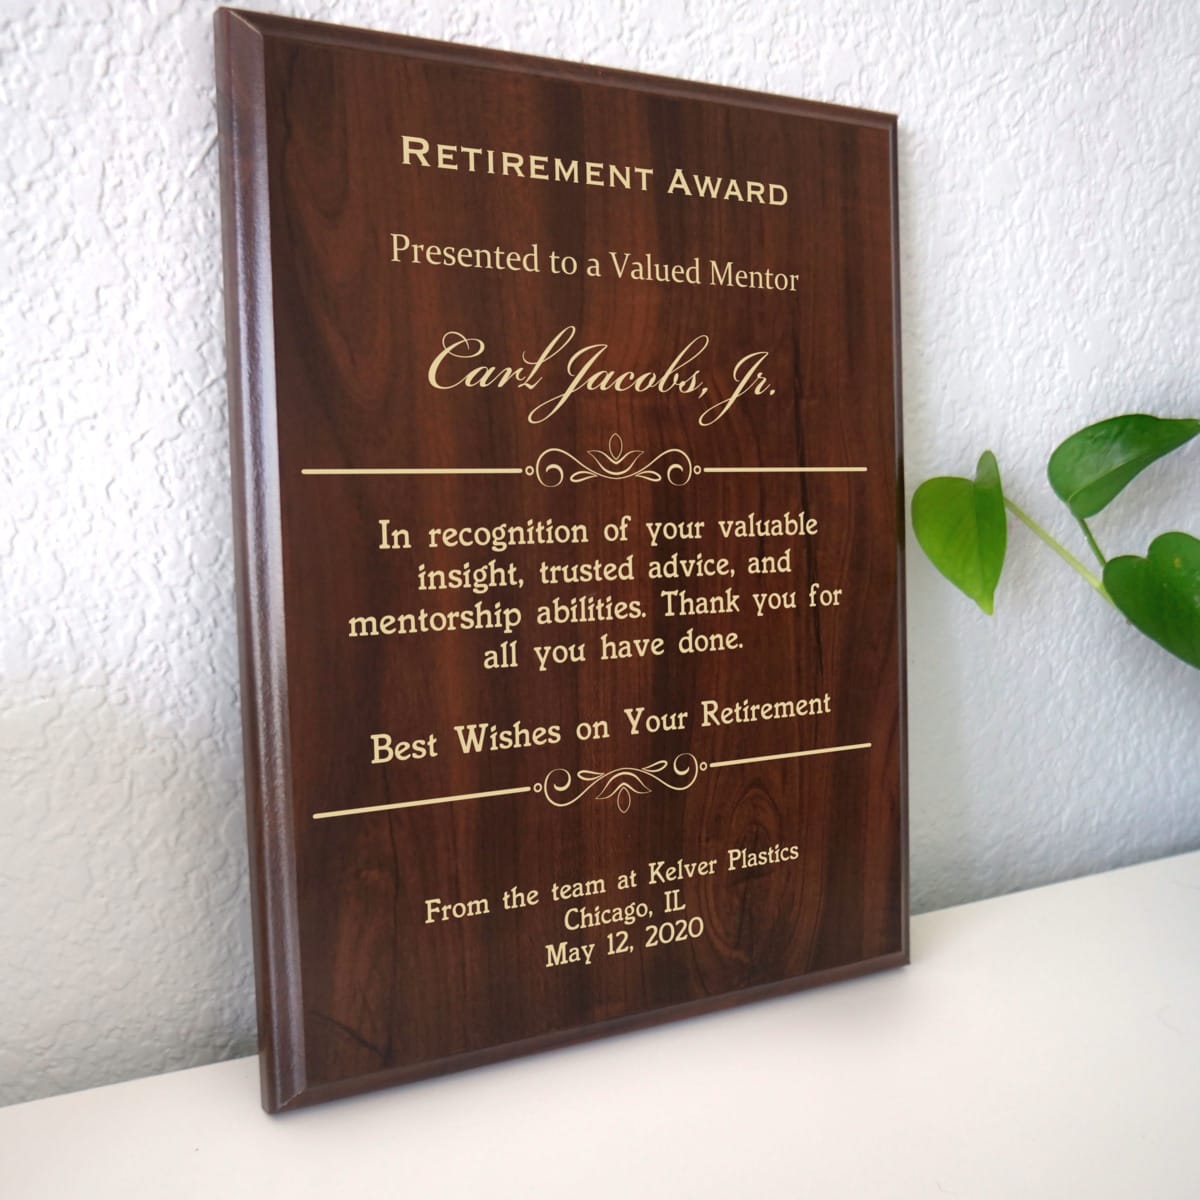 Retirement Award
Presented to a Valued Mentor
Carl Jacobs, Jr.
In recognition of your valuable
insight, trusted advice, and
mentorship abilities. Thank you for
all you have done.
Best Wishes on Your Retirement
From the team at Kelver Plastics
Chicago, IL
May 12, 2020